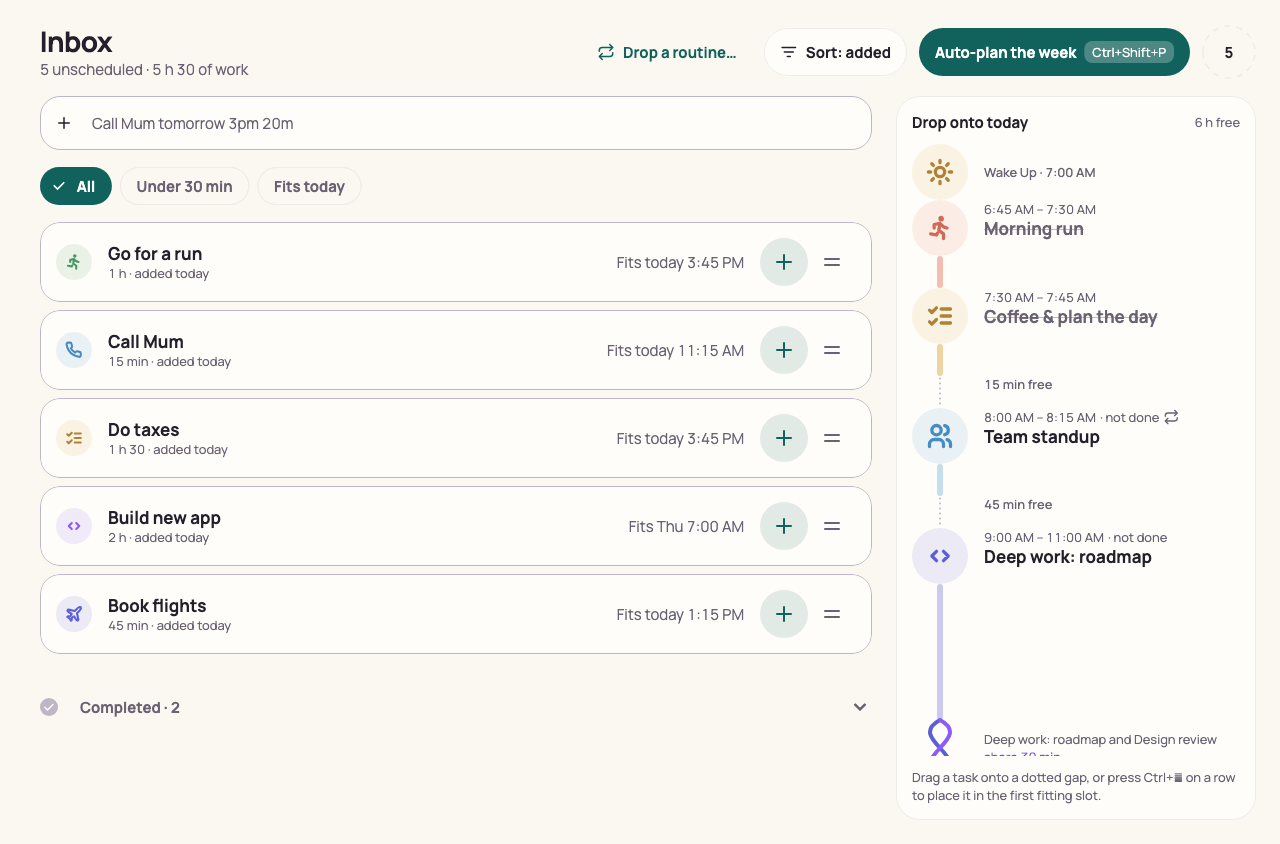 Inbox
5 unscheduled · 5 h 30 of work
Drop a routine...
Sort: added
Auto-plan the week Ctrl+Shift+P
5
Call Mum tomorrow 3pm 20m
All
Under 30 min
Fits today
Go for a run
1 h · added today
Fits today 3:45 PM
Call Mum
15 min · added today
Fits today 11:15 AM
Do taxes
1 h 30 · added today
Fits today 3:45 PM
Build new app
2 h · added today
Fits Thu 7:00 AM
Book flights
45 min · added today
Fits today 1:15 PM
Completed · 2
Drop onto today
6 h free
Wake Up · 7:00 AM
6:45 AM – 7:30 AM
Morning run
7:30 AM – 7:45 AM
Coffee & plan the day
15 min free
8:00 AM – 8:15 AM · not done
Team standup
45 min free
9:00 AM – 11:00 AM · not done
Deep work: roadmap
Deep work: roadmap and Design review
share 30 min
Drag a task onto a dotted gap, or press Ctrl+ on a row
to place it in the first fitting slot.